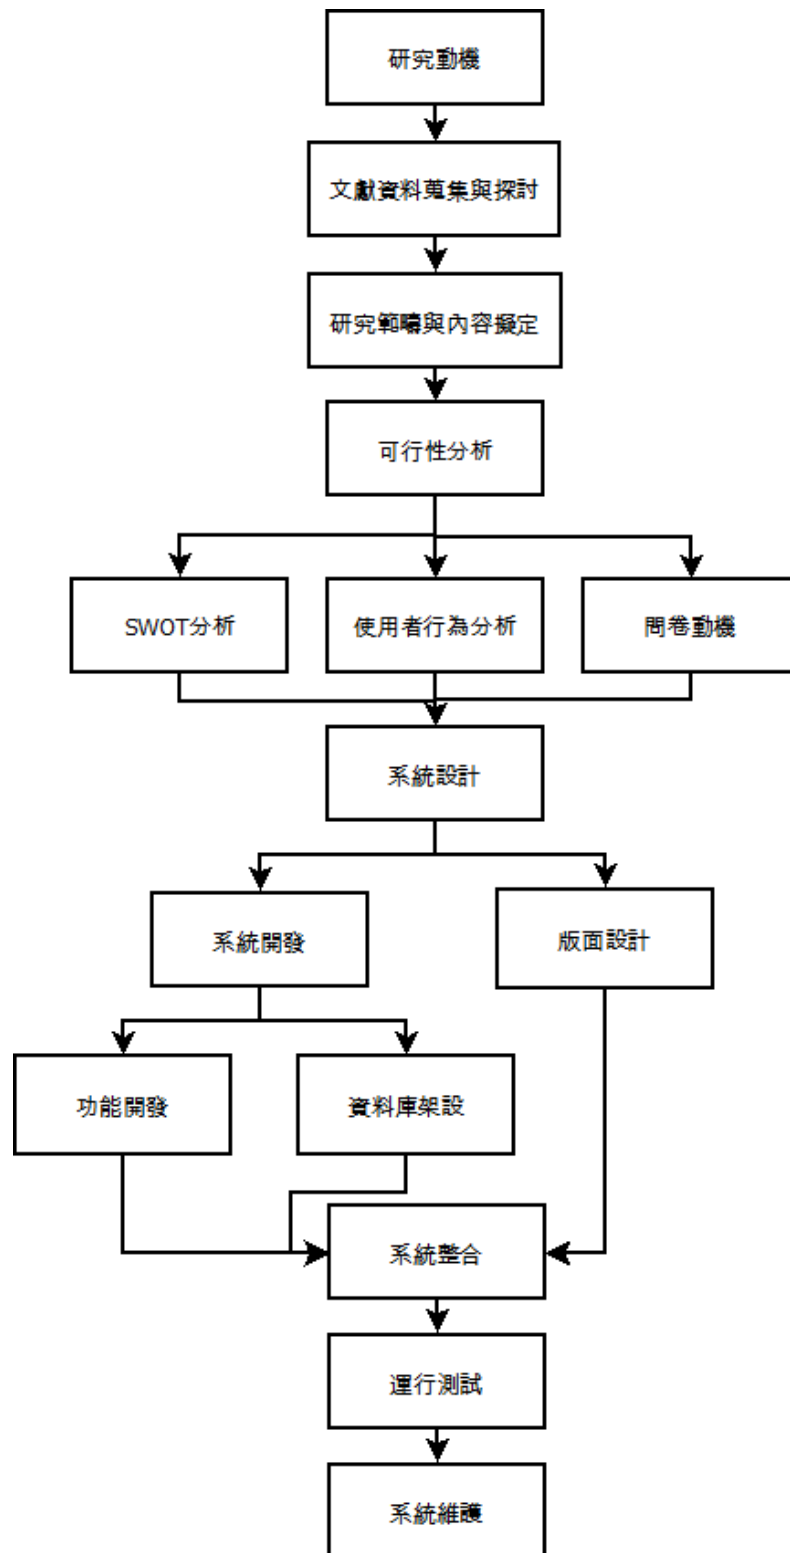 研究動機
文獻資料蒐集與探討
研究範疇與內容擬定
可行性分析
SWOT分析
使用者行為分析
問卷動機
系統設計
系統開發
版面設計
功能開發
資料庫架設
系統整合
運行測試
系統維護